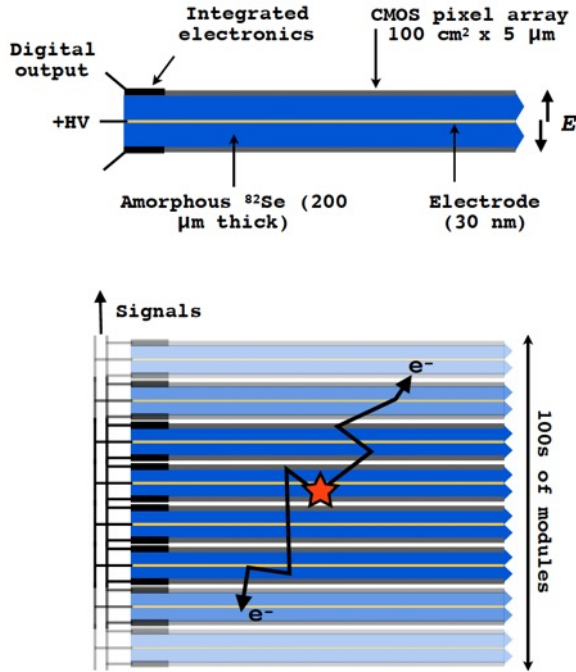 Integrated
electronics
CMOS pixel array
100 cm² x 5 μm
Digital
output
+HV
E
Amorphous ⁸²Se (200
μm thick)
Electrode
(30 nm)
Signals
e⁻
100s of modules
e⁻